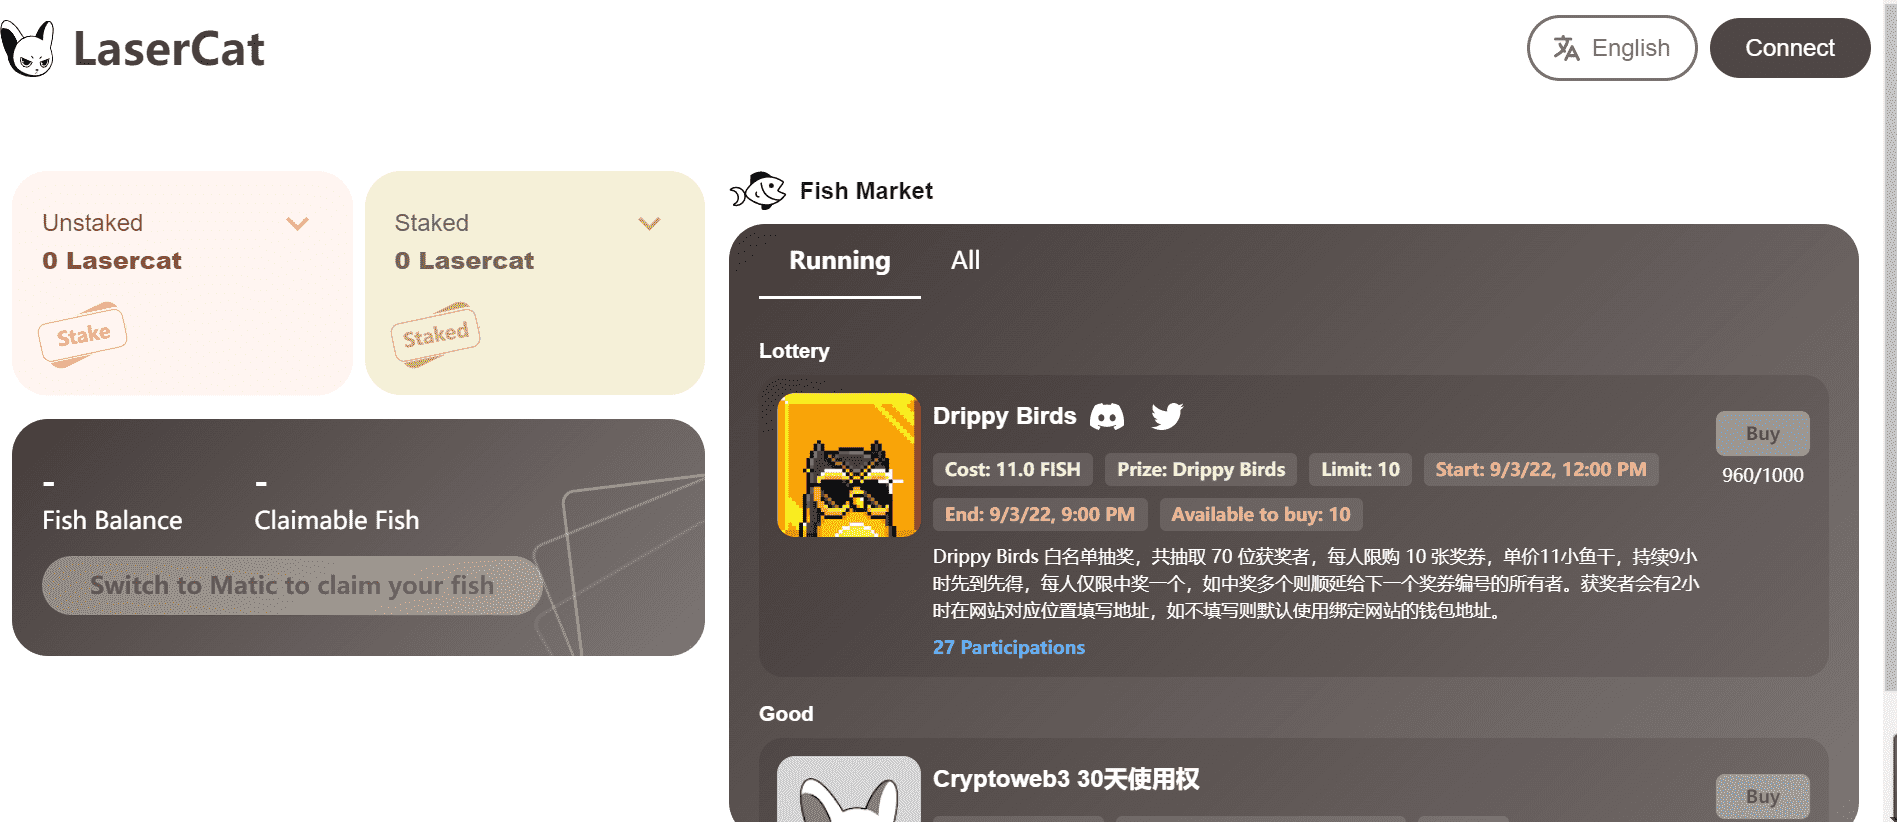 LaserCat
English
Connect
Unstaked
0 Lasercat
Stake
Staked
0 Lasercat
Staked
-
Fish Balance
-
Claimable Fish
Switch to Matic to claim your fish
Fish Market
Running
All
Lottery
Drippy Birds
Buy
960/1000
Cost: 11.0 FISH
Prize: Drippy Birds
Limit: 10
Start: 9/3/22, 12:00 PM
End: 9/3/22, 9:00 PM
Available to buy: 10
Drippy Birds 白名单抽奖，共抽取 70 位获奖者，每人限购 10 张奖券，单价11小鱼干，持续9小
时先到先得，每人仅限中奖一个，如中奖多个则顺延给下一个奖券编号的所有者。获奖者会有2小
时在网站对应位置填写地址，如不填写则默认使用绑定网站的钱包地址。
27 Participations
Good
Cryptoweb3 30天使用权
Buy